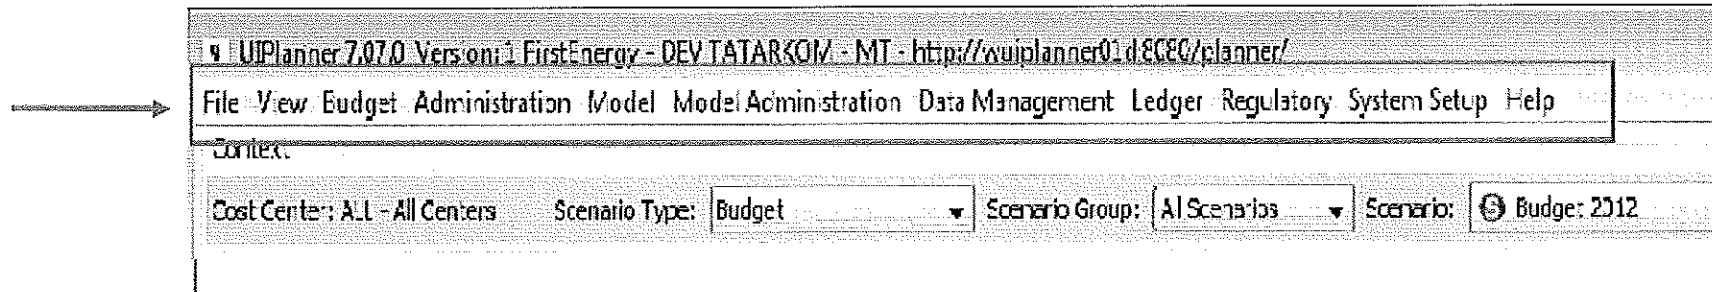 UIPlanner 7.07.0 Version: 1 FirstEnergy - DEV TATARKOM - MT - http://wuiplanner01d:8080/planner/
File View Budget Administration Model Model Administration Data Management Ledger Regulatory System Setup Help
Context
Cost Center: ALL - All Centers Scenario Type: Budget Scenario Group: All Scenarios Scenario: Budget 2012